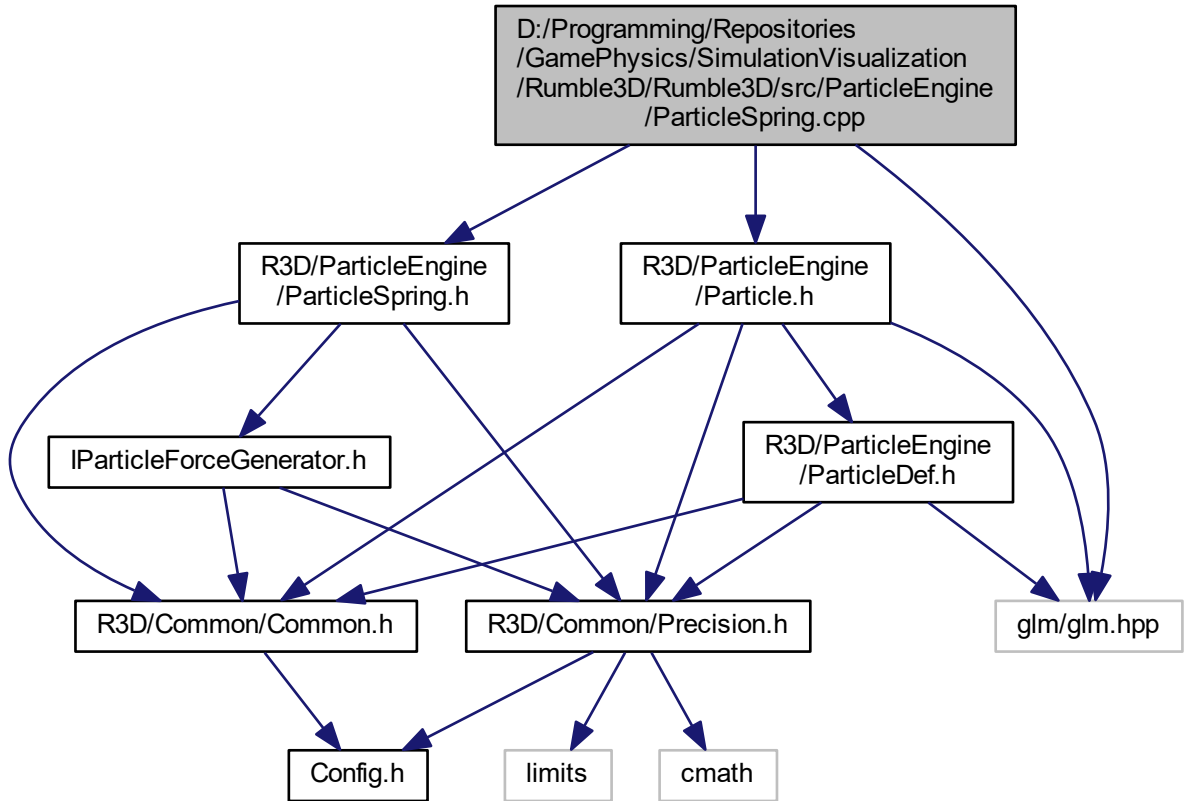 D:/Programming/Repositories
/GamePhysics/SimulationVisualization
/Rumble3D/Rumble3D/src/ParticleEngine
/ParticleSpring.cpp
R3D/ParticleEngine
/ParticleSpring.h
R3D/ParticleEngine
/Particle.h
IParticleForceGenerator.h
R3D/ParticleEngine
/ParticleDef.h
R3D/Common/Common.h
R3D/Common/Precision.h
glm/glm.hpp
Config.h
limits
cmath